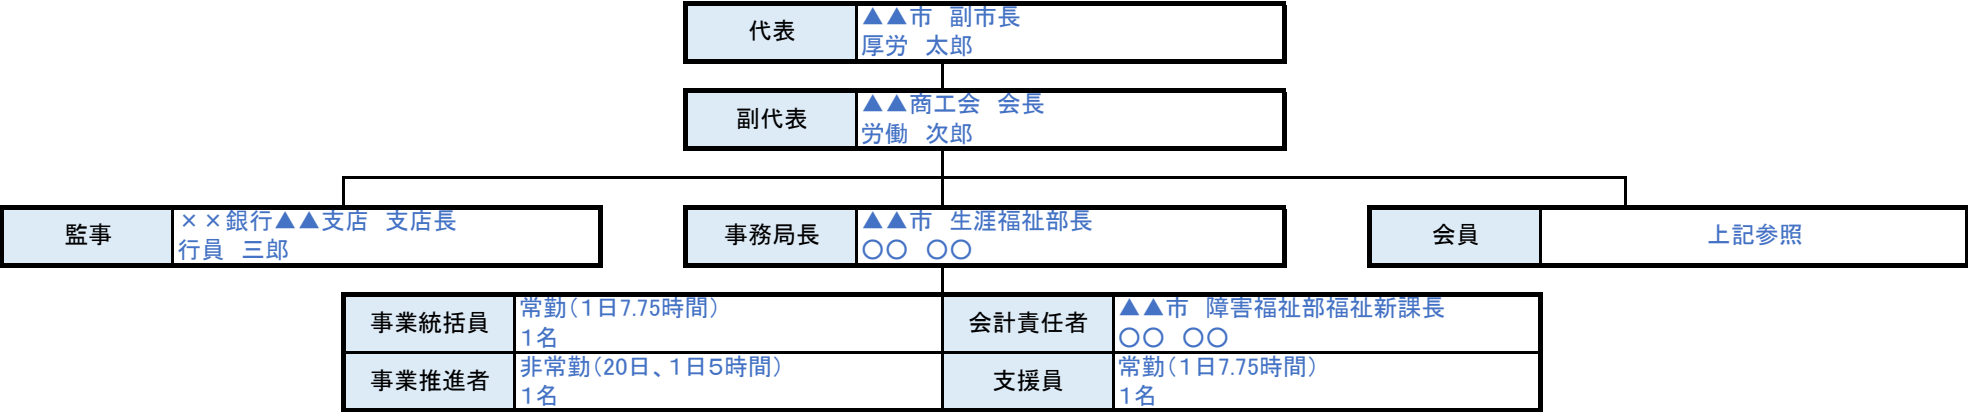 代表
▲▲市　副市長
厚労　太郎
副代表
▲▲商工会　会長
労働　次郎
監事
××銀行▲▲支店　支店長
行員　三郎
事務局長
▲▲市　生涯福祉部長
〇〇　〇〇
会員
上記参照
事業統括員
常勤（１日7.75時間）
１名
会計責任者
▲▲市　障害福祉部福祉新課長
〇〇　〇〇
事業推進者
非常勤（20日、１日５時間）
１名
支援員
常勤（１日7.75時間）
１名